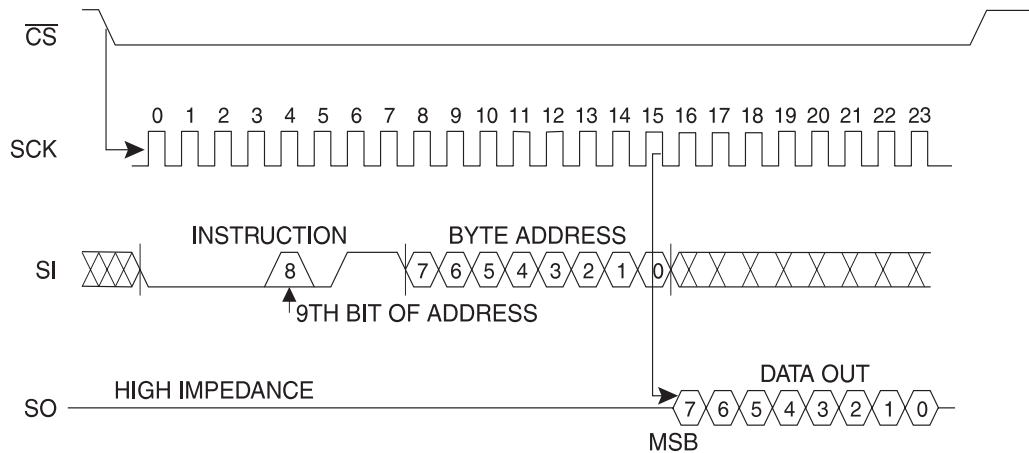 CS
0 1 2 3 4 5 6 7 8 9 10 11 12 13 14 15 16 17 18 19 20 21 22 23
SCK
INSTRUCTION
BYTE ADDRESS
SI
8
7 6 5 4 3 2 1 0
9TH BIT OF ADDRESS
HIGH IMPEDANCE
DATA OUT
SO
7 6 5 4 3 2 1 0
MSB